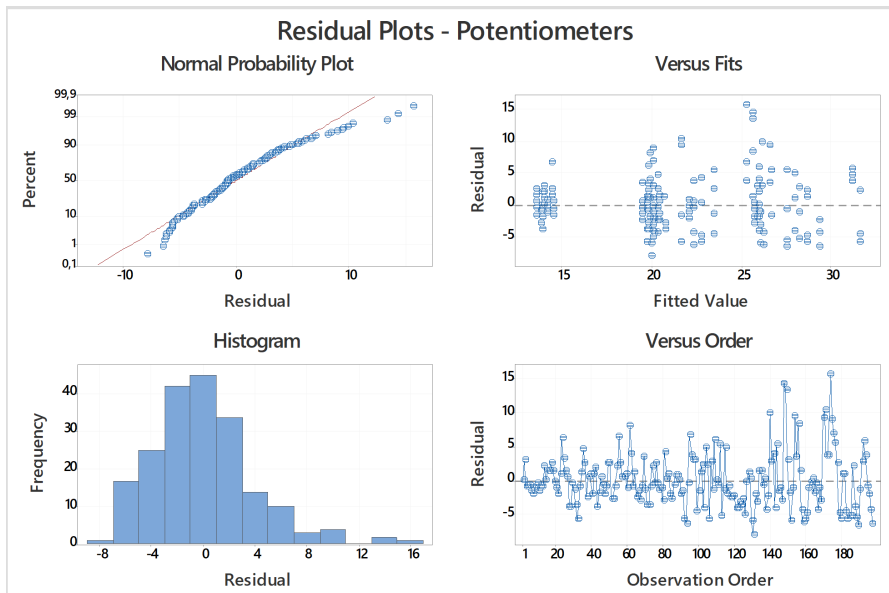 Residual Plots - Potentiometers
Normal Probability Plot
Percent
99,9
99
90
50
10
1
0,1
-10 0 10
Residual
Versus Fits
Residual
15
10
5
0
-5
15 20 25 30
Fitted Value
Histogram
Frequency
40
30
20
10
0
-8 -4 0 4 8 12 16
Residual
Versus Order
Residual
15
10
5
0
-5
1 20 40 60 80 100 120 140 160 180
Observation Order